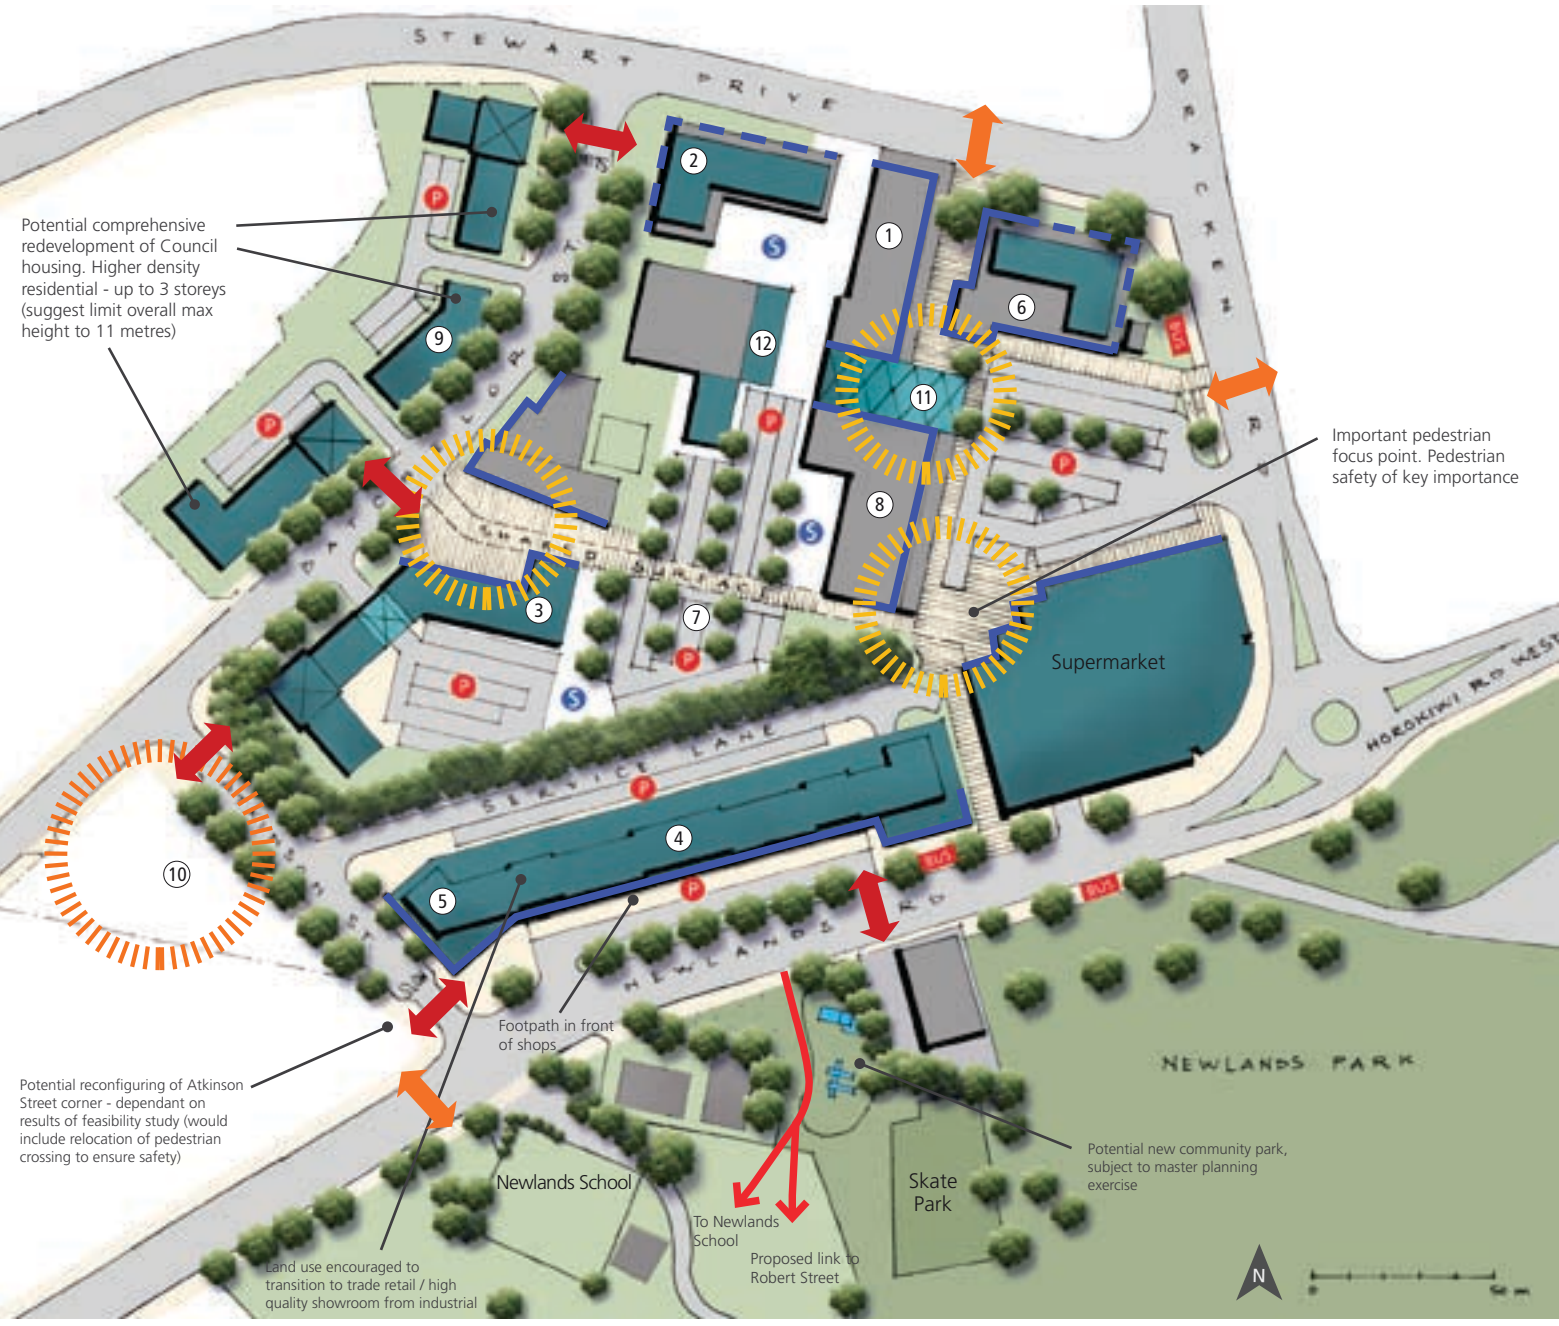 STEWART DRIVE
BRACKEN RD
2
1
6
P
S
Potential comprehensive
redevelopment of Council
housing. Higher density
residential - up to 3 storeys
(suggest limit overall max
height to 11 metres)
9
12
BUS
11
P
P
Important pedestrian
focus point. Pedestrian
safety of key importance
P
8
S
SHARED SURFACE
3
7
P
Supermarket
P
S
HOROKIWI RD WEST
SERVICE LANE
P
4
10
5
P
BUS
BUS
NEWLANDS RD
Footpath in front
of shops
NEWLANDS PARK
Potential reconfiguring of Atkinson
Street corner - dependant on
results of feasibility study (would
include relocation of pedestrian
crossing to ensure safety)
Potential new community park,
subject to master planning
exercise
Newlands School
Skate
Park
To Newlands
School
Proposed link to
Robert Street
Land use encouraged to
transition to trade retail / high
quality showroom from industrial
N
0
50 m